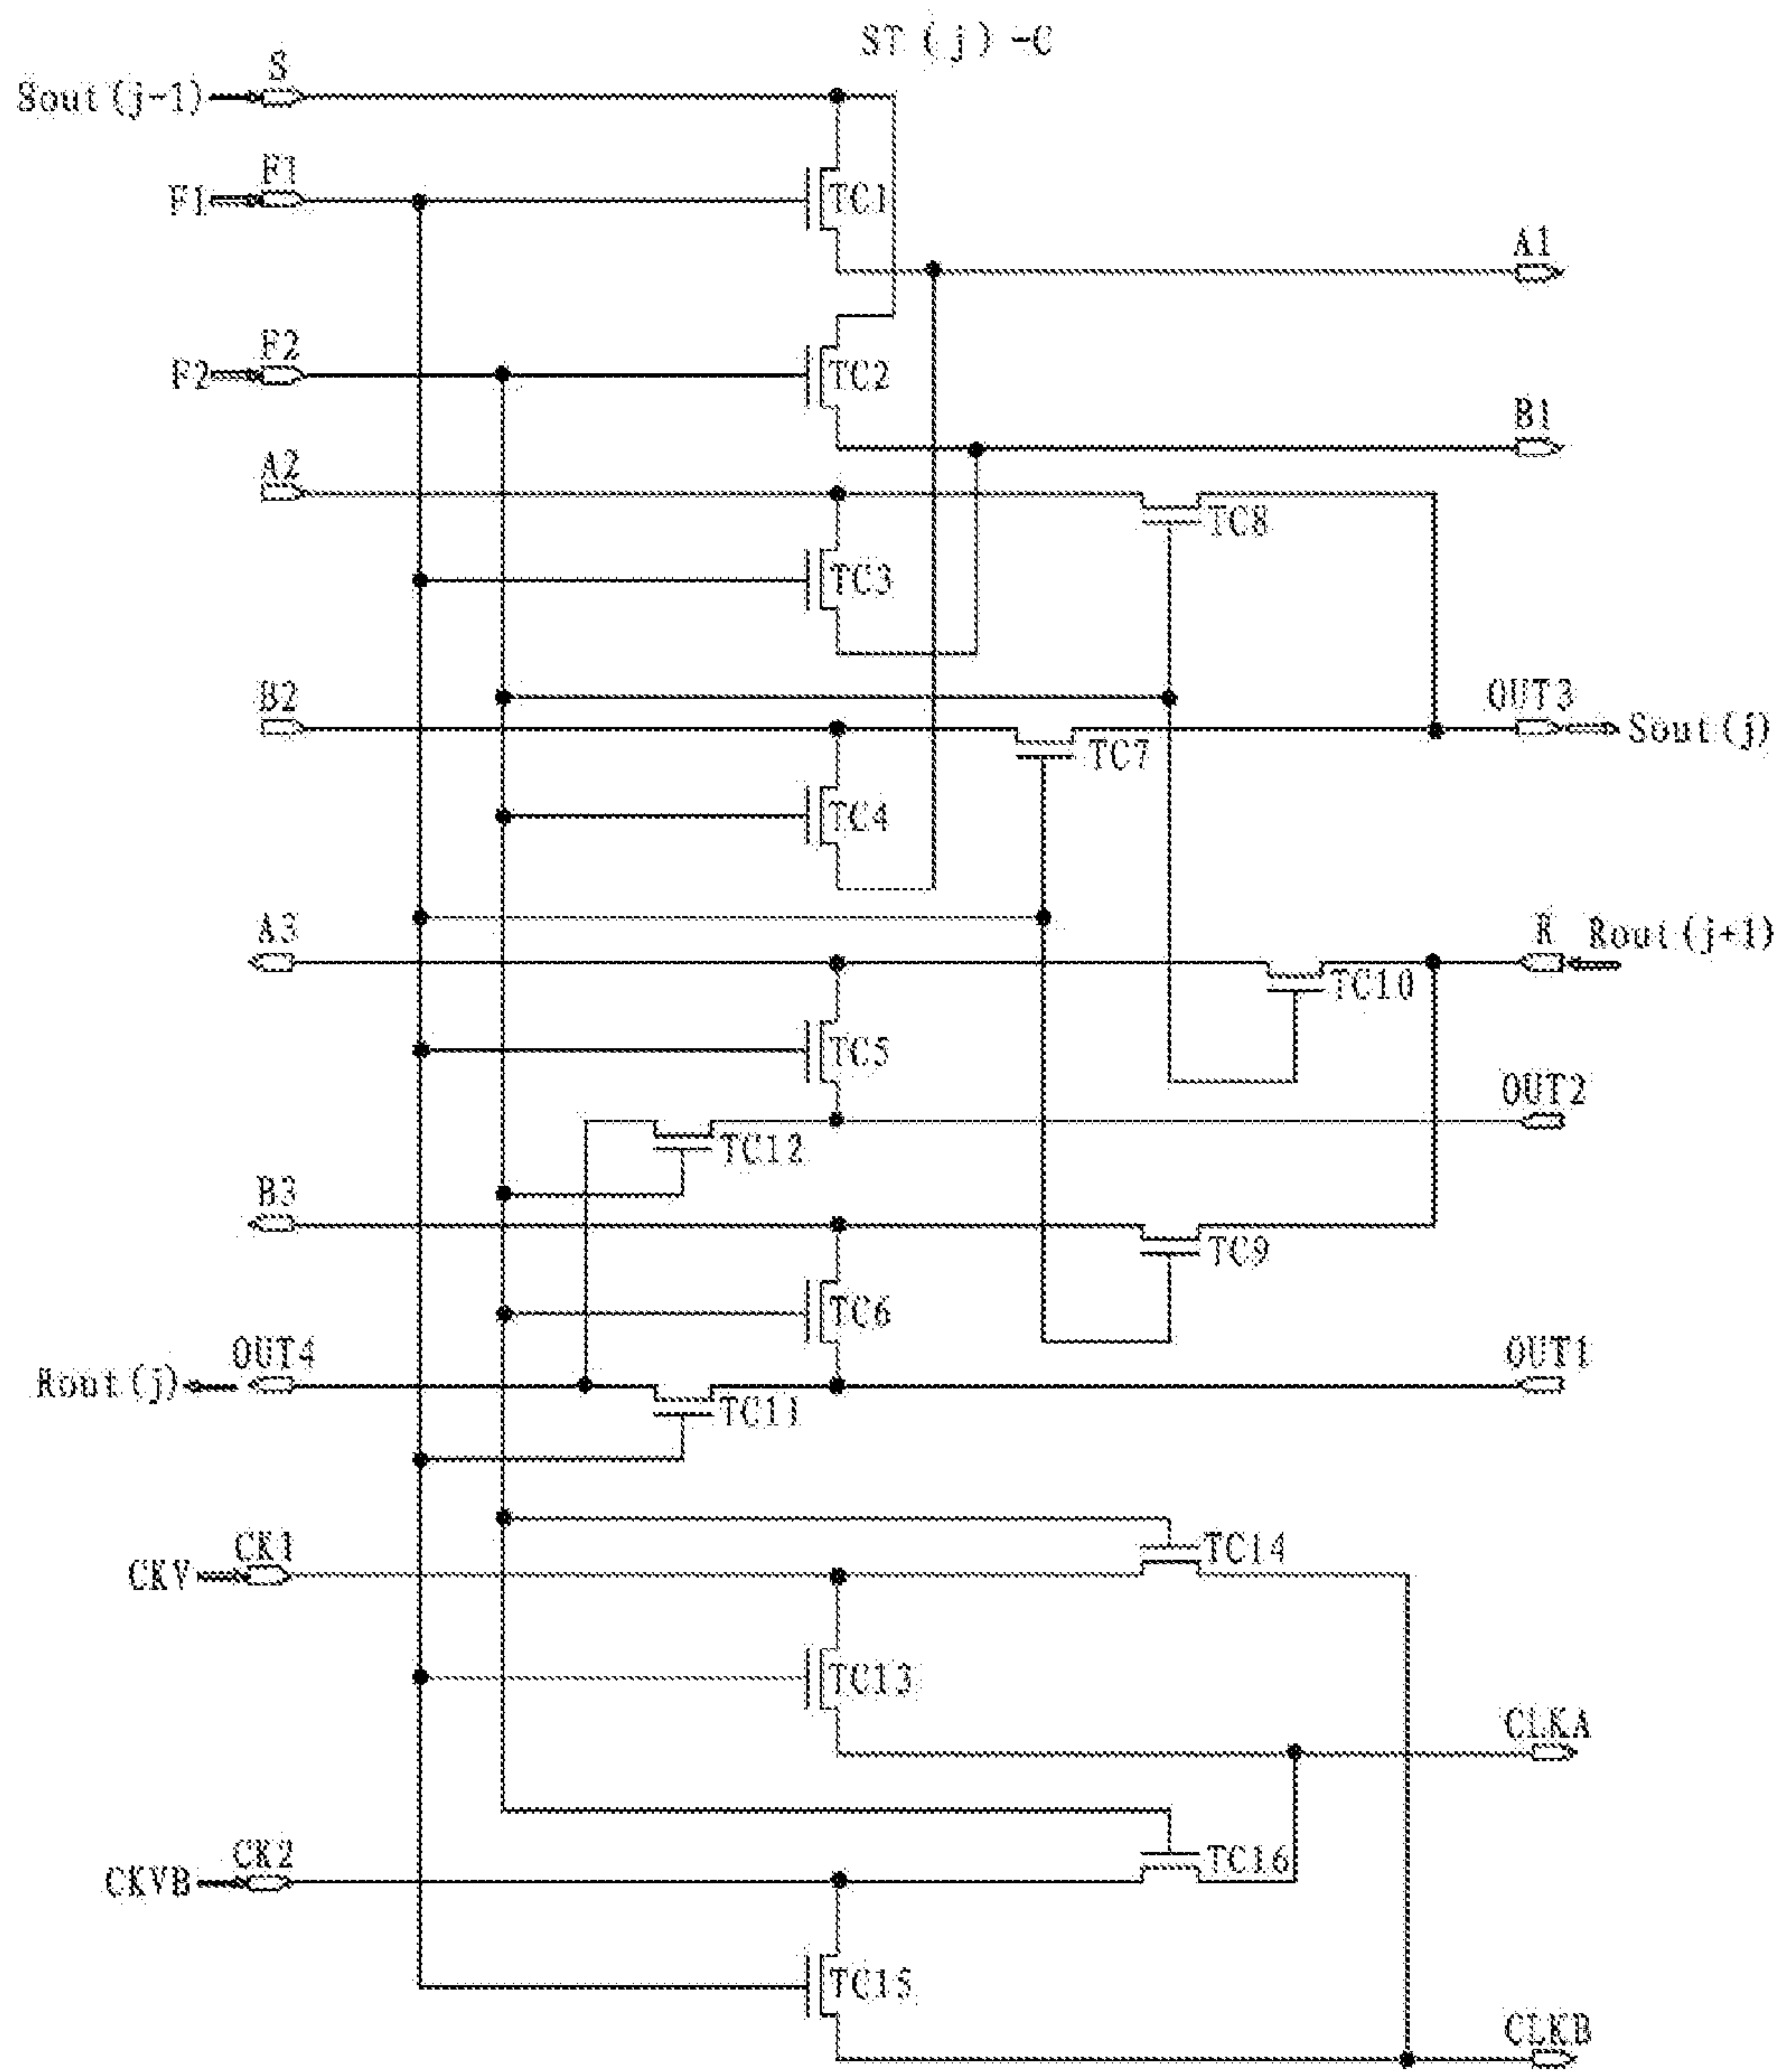 ST(j)-C
S
Sout(j-1)
F1
F1
TC1
A1
F2
F2
TC2
B1
A2
TC8
TC3
B2
OUT3
Sout(j)
TC7
TC4
A3
R
Rout(j+1)
TC10
TC5
OUT2
TC12
B3
TC9
TC6
OUT4
Rout(j)
OUT1
TC11
CK1
CKV
TC14
TC13
CLKA
CK2
CKVB
TC16
TC15
CLKB